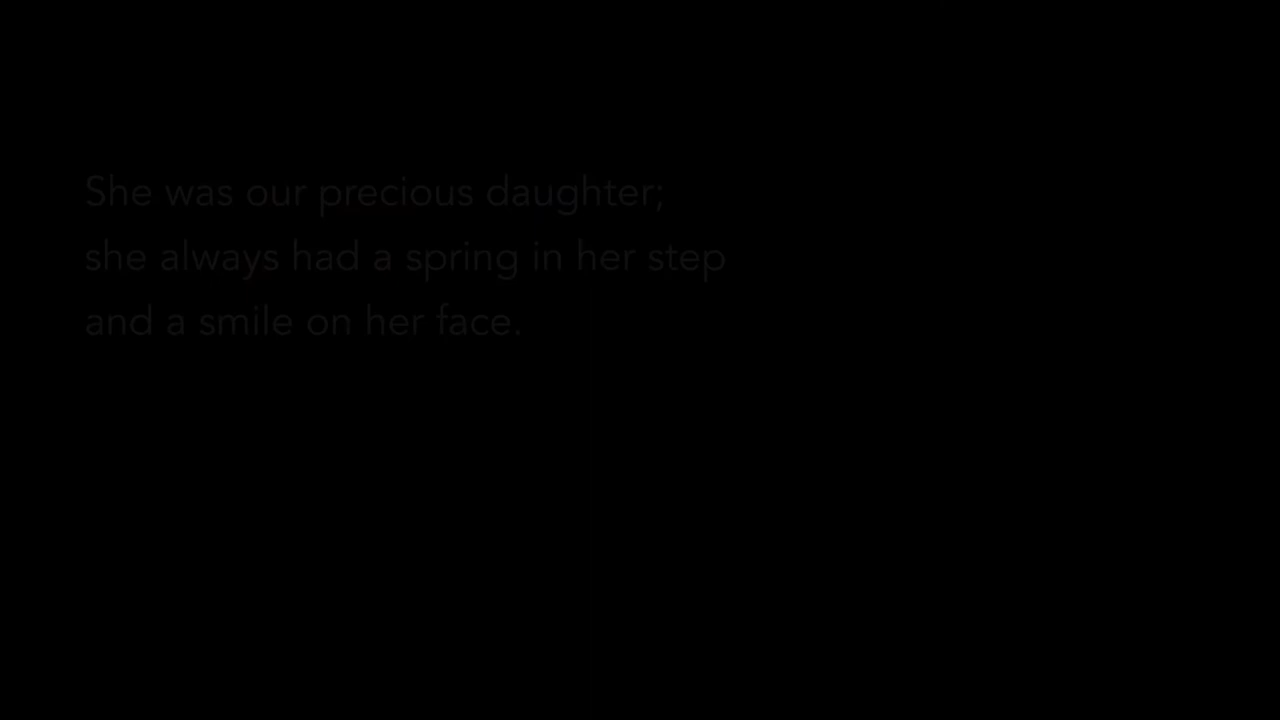 She was our precious daughter;
she always had a spring in her step
and a smile on her face.